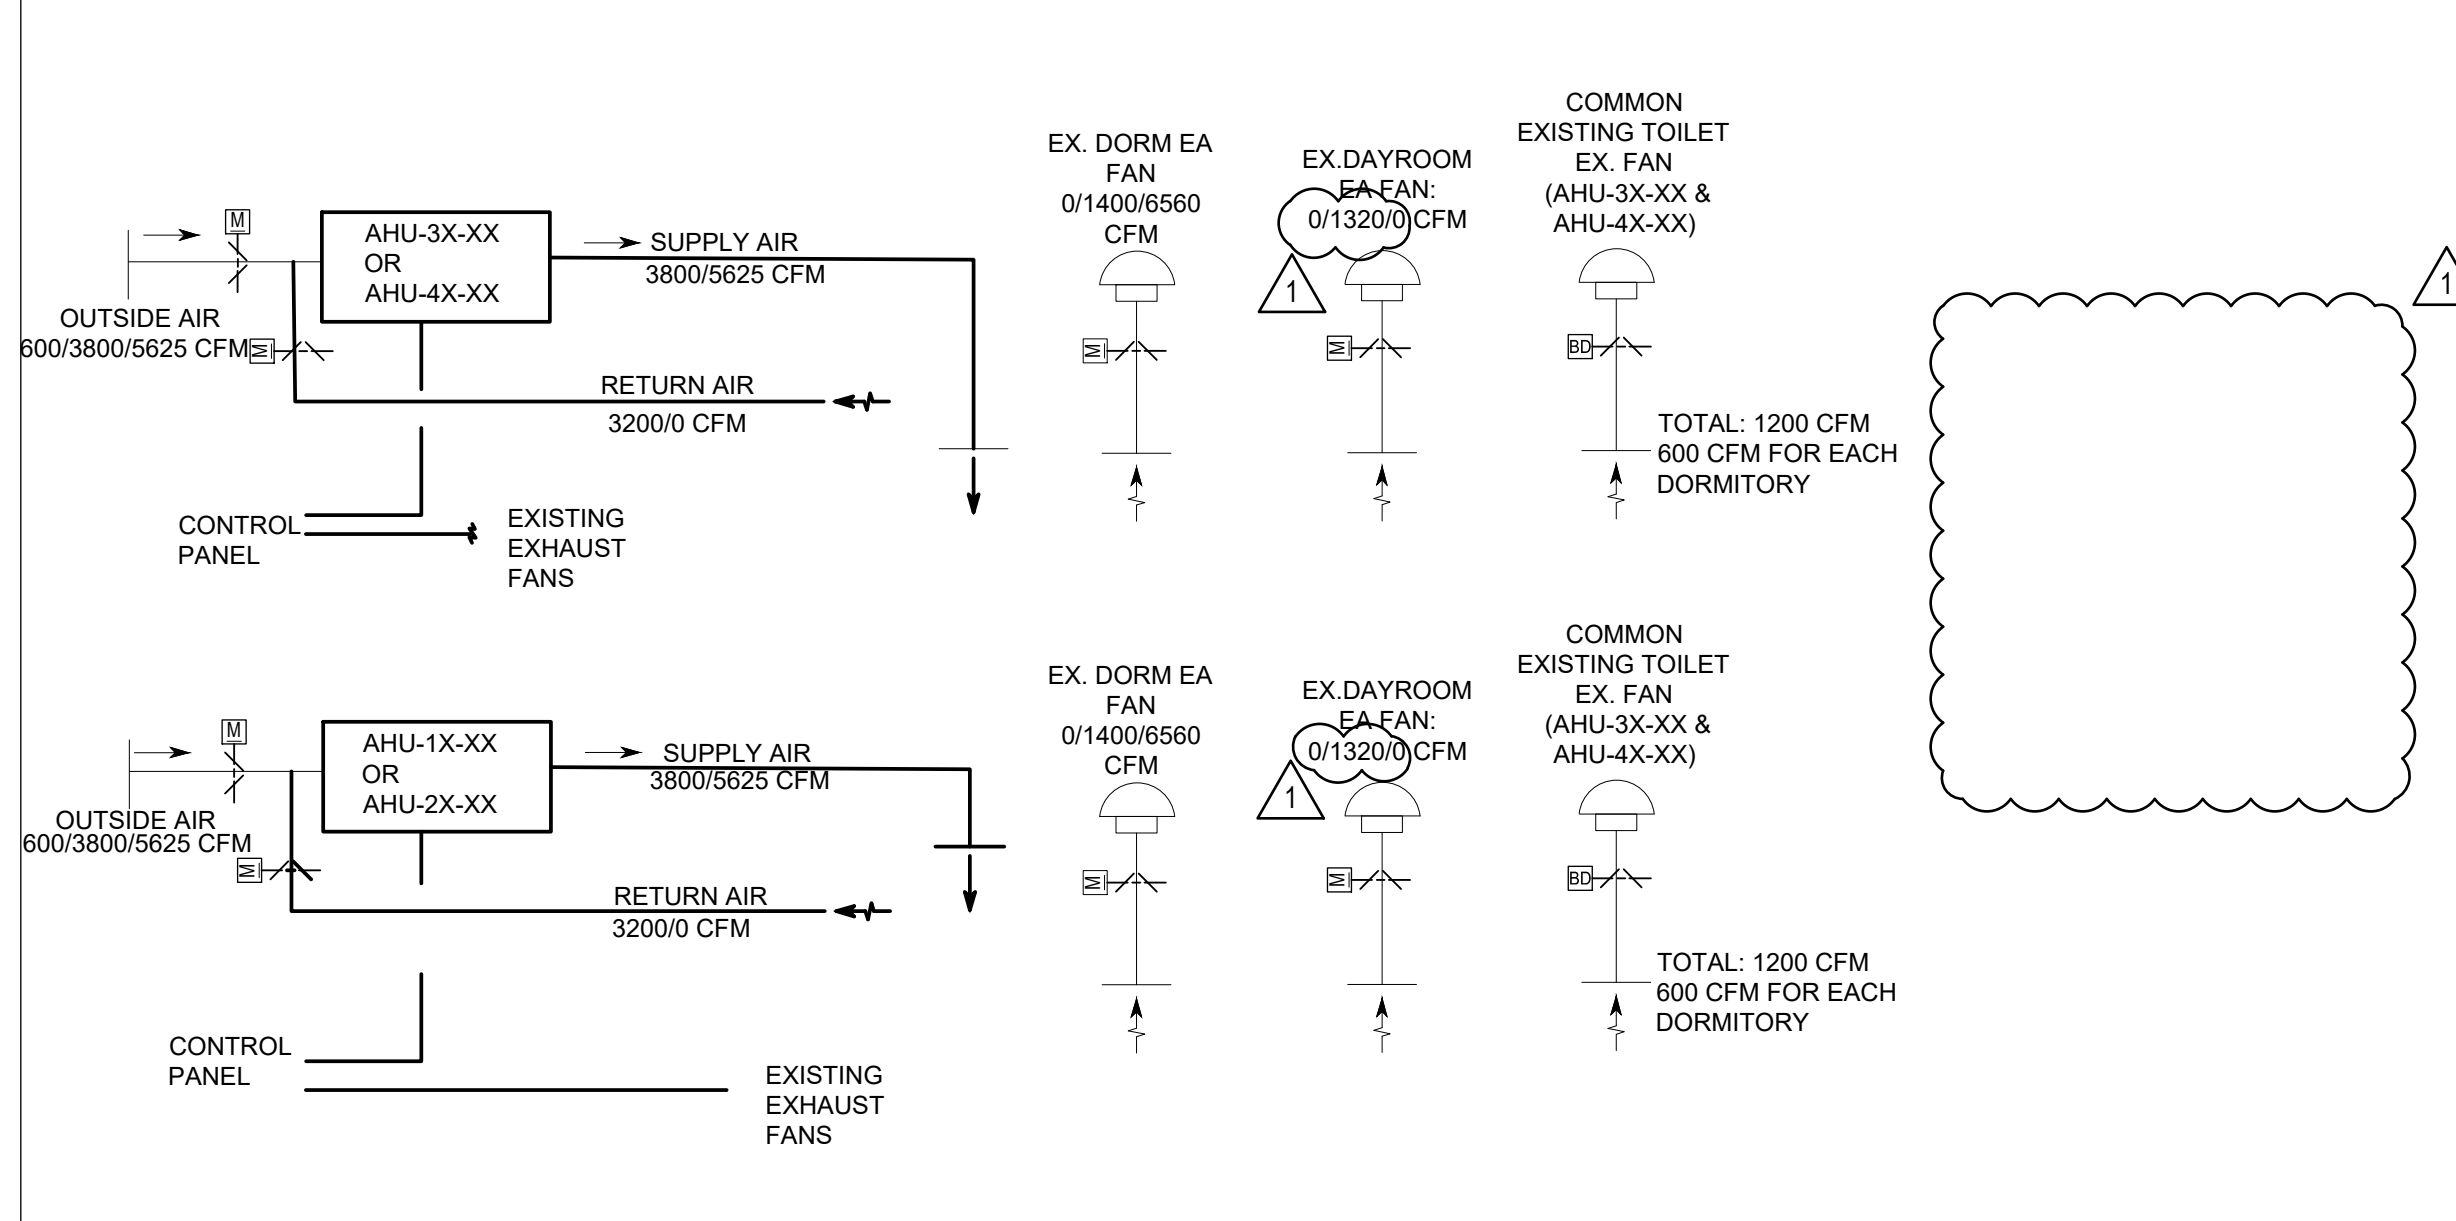 COMMON
EXISTING TOILET
EX. FAN
(AHU-3X-XX &
AHU-4X-XX)
EX. DORM EA
FAN
0/1400/6560
CFM
EX.DAYROOM
EA FAN:
0/1320/0 CFM
1
1
M
AHU-3X-XX
OR
AHU-4X-XX
SUPPLY AIR
3800/5625 CFM
OUTSIDE AIR
600/3800/5625 CFM
M
M
M
BD
RETURN AIR
3200/0 CFM
TOTAL: 1200 CFM
600 CFM FOR EACH
DORMITORY
CONTROL
PANEL
EXISTING
EXHAUST
FANS
COMMON
EXISTING TOILET
EX. FAN
(AHU-3X-XX &
AHU-4X-XX)
EX. DORM EA
FAN
0/1400/6560
CFM
EX.DAYROOM
EA FAN:
0/1320/0 CFM
1
M
AHU-1X-XX
OR
AHU-2X-XX
SUPPLY AIR
3800/5625 CFM
OUTSIDE AIR
600/3800/5625 CFM
M
M
M
BD
RETURN AIR
3200/0 CFM
TOTAL: 1200 CFM
600 CFM FOR EACH
DORMITORY
CONTROL
PANEL
EXISTING
EXHAUST
FANS